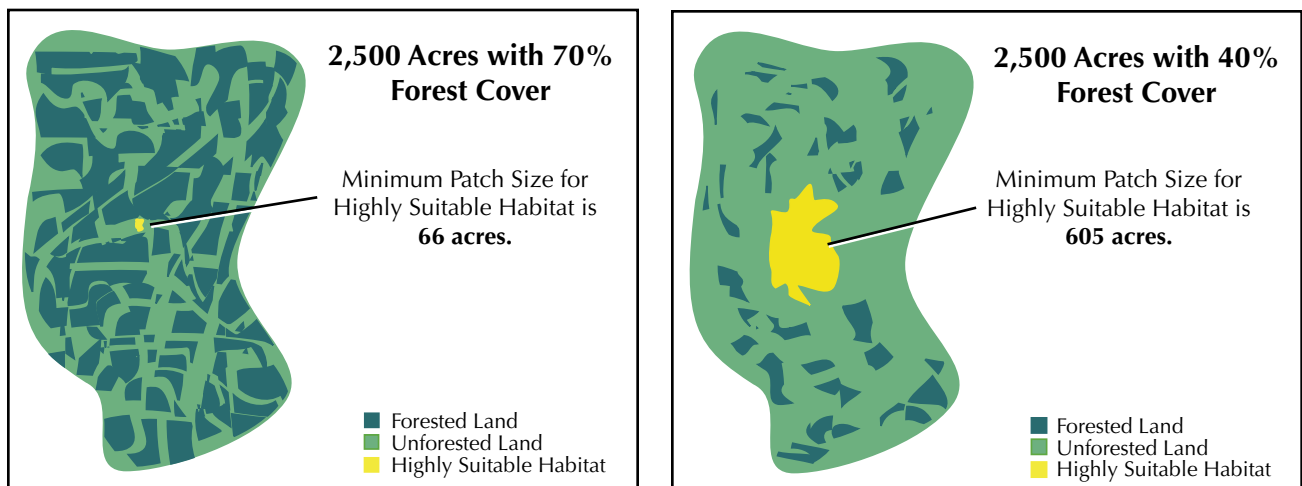 2,500 Acres with 70%
Forest Cover
Minimum Patch Size for
Highly Suitable Habitat is
66 acres.
Forested Land
Unforested Land
Highly Suitable Habitat
2,500 Acres with 40%
Forest Cover
Minimum Patch Size for
Highly Suitable Habitat is
605 acres.
Forested Land
Unforested Land
Highly Suitable Habitat